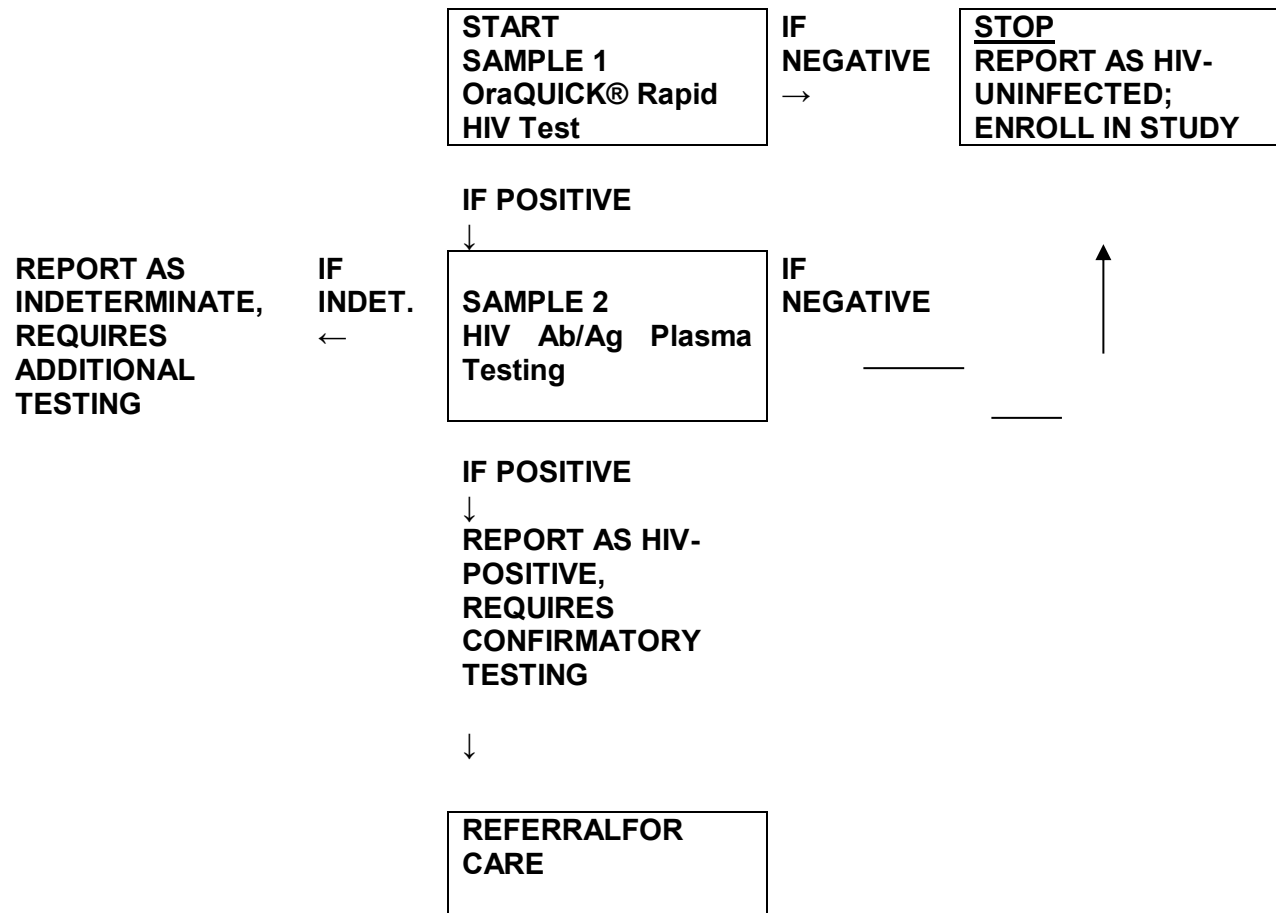 START
SAMPLE 1
OraQUICK® Rapid
HIV Test
IF
NEGATIVE
→
STOP
REPORT AS HIV-
UNINFECTED;
ENROLL IN STUDY
IF POSITIVE
↓
REPORT AS
INDETERMINATE,
REQUIRES
ADDITIONAL
TESTING
IF
INDET.
←
SAMPLE 2
HIV Ab/Ag Plasma
Testing
IF
NEGATIVE
IF POSITIVE
↓
REPORT AS HIV-
POSITIVE,
REQUIRES
CONFIRMATORY
TESTING
↓
REFERRALFOR
CARE